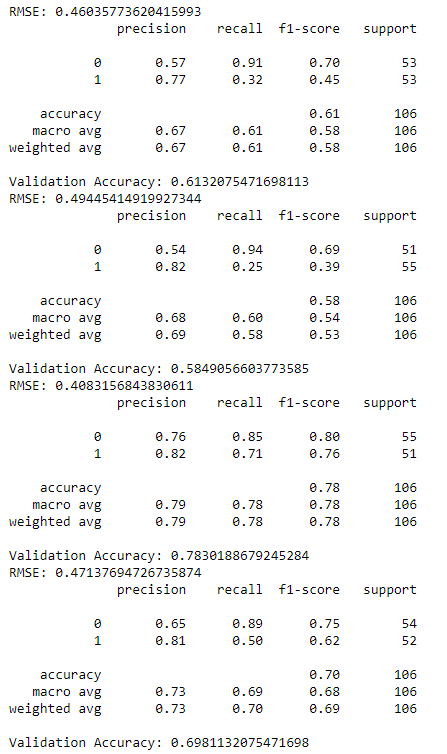 RMSE: 0.46035773620415993
precision recall f1-score support
0 0.57 0.91 0.70 53
1 0.77 0.32 0.45 53
accuracy 0.61 106
macro avg 0.67 0.61 0.58 106
weighted avg 0.67 0.61 0.58 106
Validation Accuracy: 0.6132075471698113
RMSE: 0.49445414919927344
precision recall f1-score support
0 0.54 0.94 0.69 51
1 0.82 0.25 0.39 55
accuracy 0.58 106
macro avg 0.68 0.60 0.54 106
weighted avg 0.69 0.58 0.53 106
Validation Accuracy: 0.5849056603773585
RMSE: 0.4083156843830611
precision recall f1-score support
0 0.76 0.85 0.80 55
1 0.82 0.71 0.76 51
accuracy 0.78 106
macro avg 0.79 0.78 0.78 106
weighted avg 0.79 0.78 0.78 106
Validation Accuracy: 0.7830188679245284
RMSE: 0.47137694726735874
precision recall f1-score support
0 0.65 0.89 0.75 54
1 0.81 0.50 0.62 52
accuracy 0.70 106
macro avg 0.73 0.69 0.68 106
weighted avg 0.73 0.70 0.69 106
Validation Accuracy: 0.6981132075471698